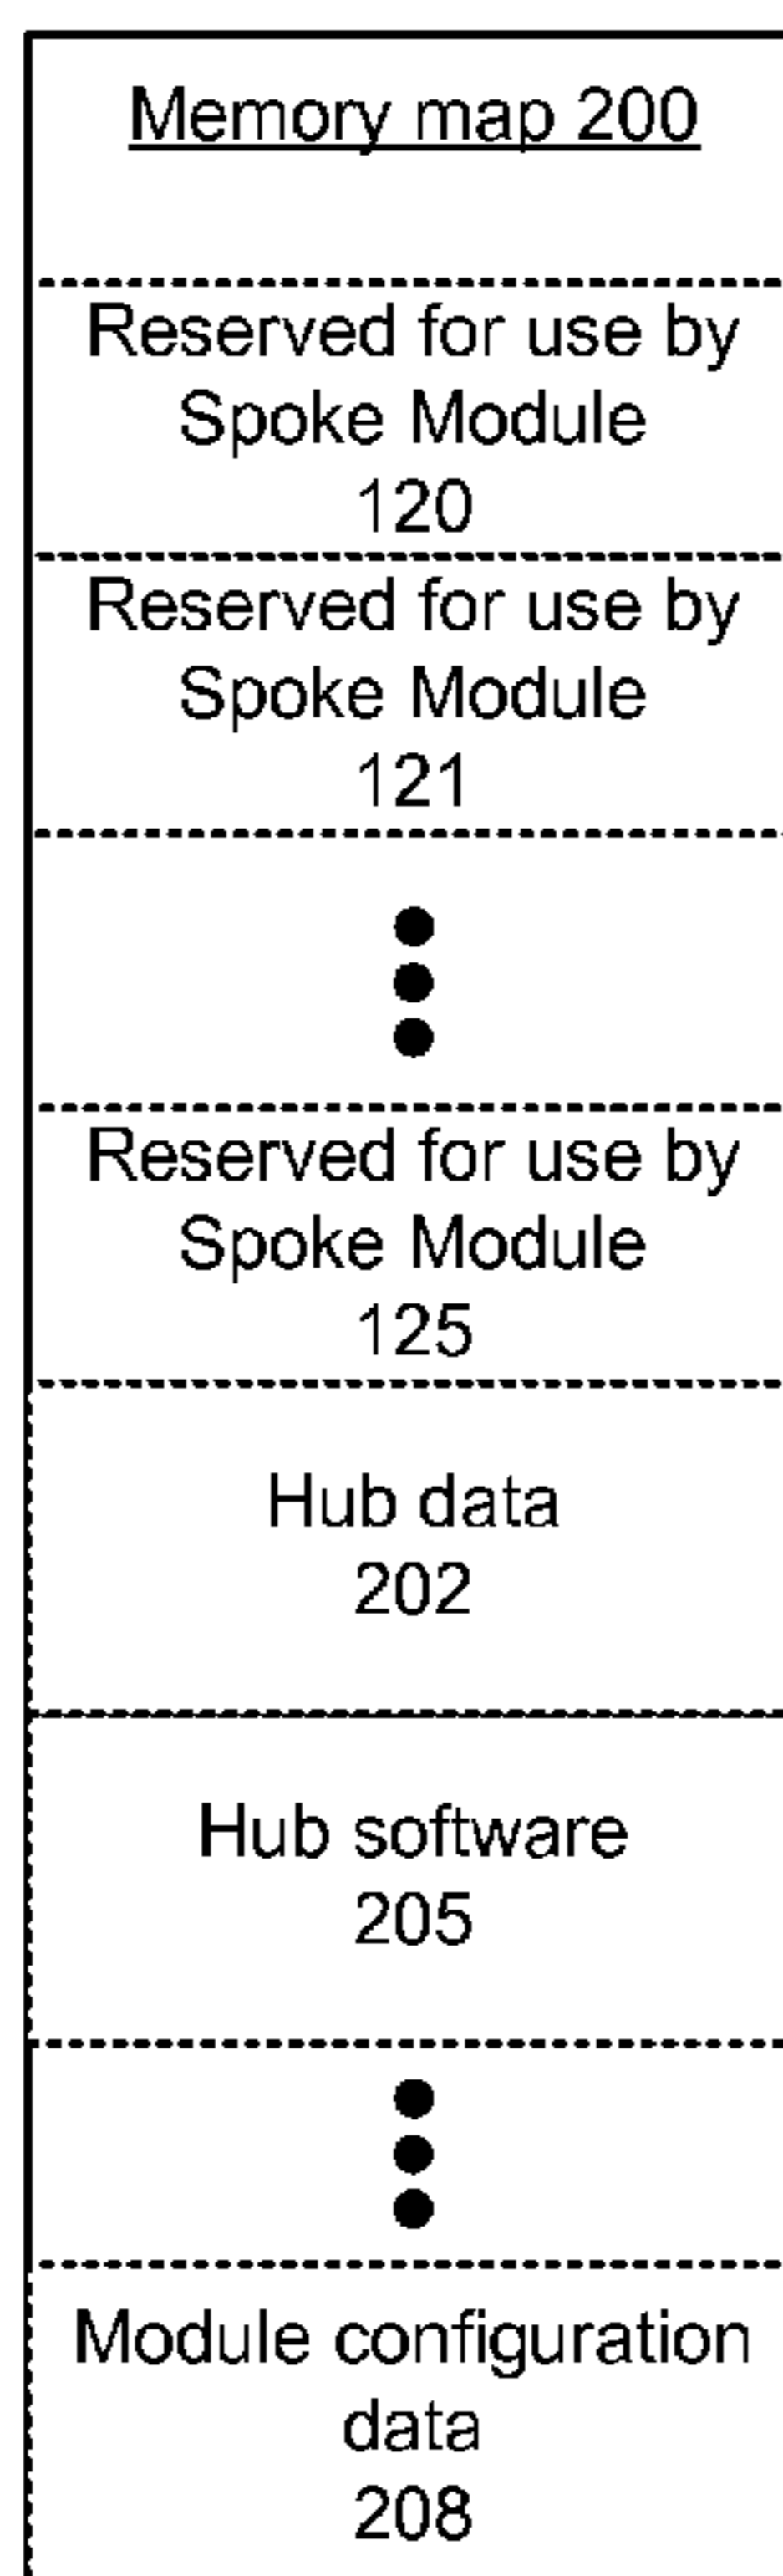 Memory map 200
Reserved for use by
Spoke Module
120
Reserved for use by
Spoke Module
121
Reserved for use by
Spoke Module
125
Hub data
202
Hub software
205
Module configuration
data
208